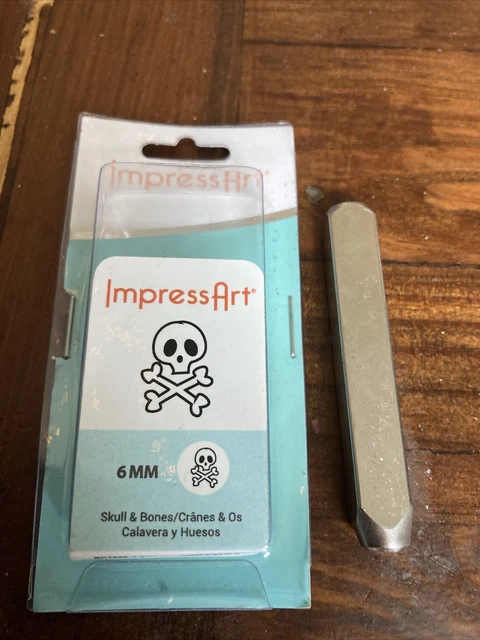 ImpressArt®
ImpressArt®
6 MM
Skull & Bones/Crânes & Os
Calavera y Huesos